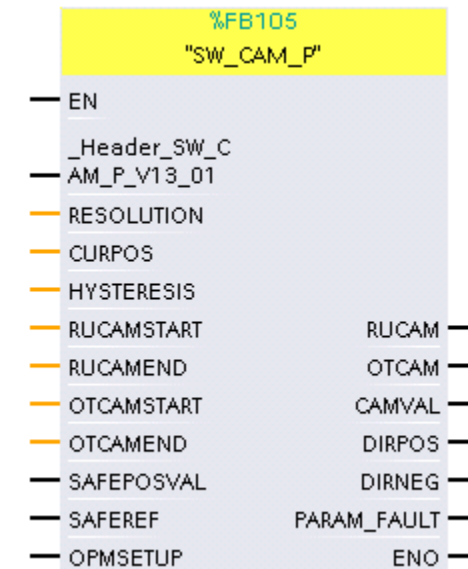 %FB105
"SW_CAM_P"
EN
_Header_SW_C
AM_P_V13_01
RESOLUTION
CURPOS
HYSTERESIS
RUCAMSTART RUCAM
RUCAMEND OTCAM
OTCAMSTART CAMVAL
OTCAMEND DIRPOS
SAFEPOSVAL DIRNEG
SAFEREF PARAM_FAULT
OPMSETUP ENO